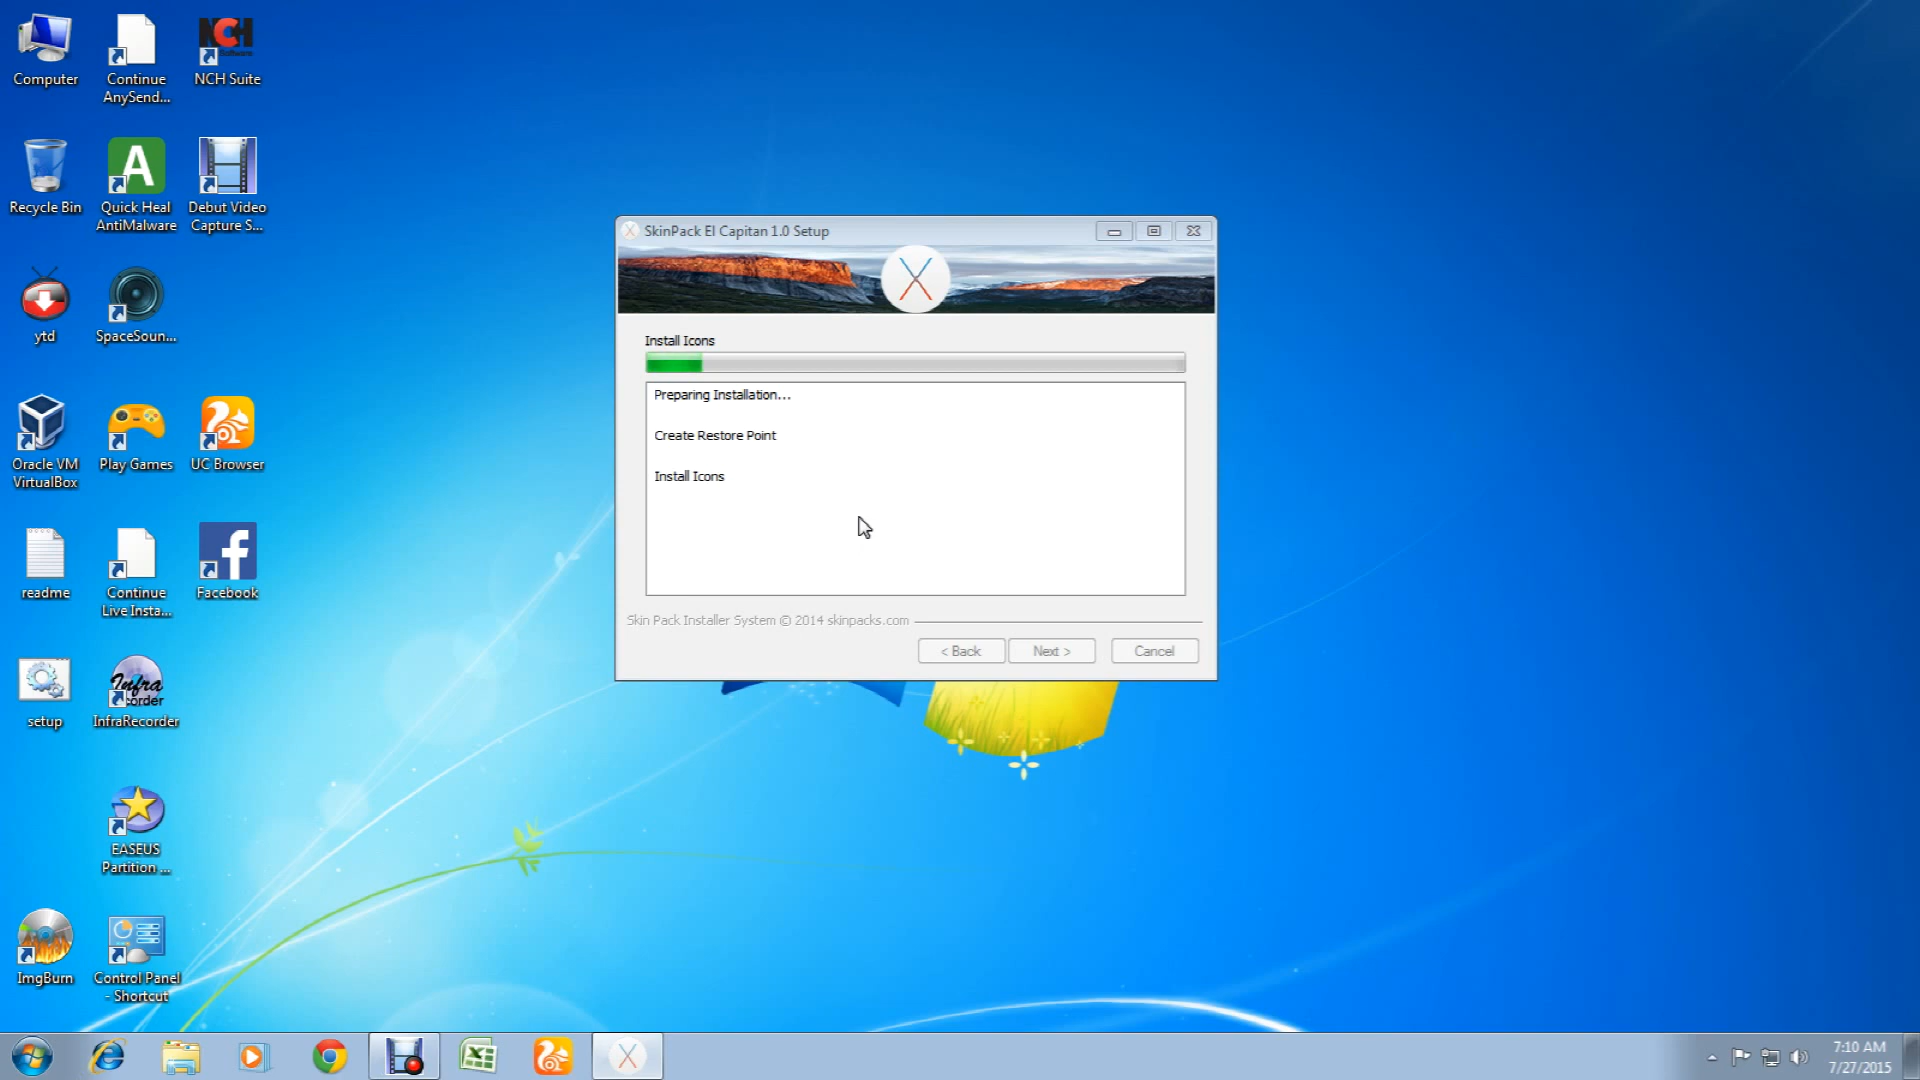 Computer
Continue
AnySend...
NCH
NCH Suite
Recycle Bin
A
Quick Heal
AntiMalware
Debut Video
Capture S...
ytd
SpaceSoun...
Oracle VM
VirtualBox
Play Games
UC Browser
readme
Continue
Live Insta...
f
Facebook
setup
Infra
InfraRecorder
EASEUS
Partition ...
ImgBurn
Control Panel
- Shortcut
SkinPack El Capitan 1.0 Setup
Install Icons
Preparing Installation...
Create Restore Point
Install Icons
Skin Pack Installer System © 2014 skinpacks.com
< Back
Next >
Cancel
7:10 AM
7/27/2015